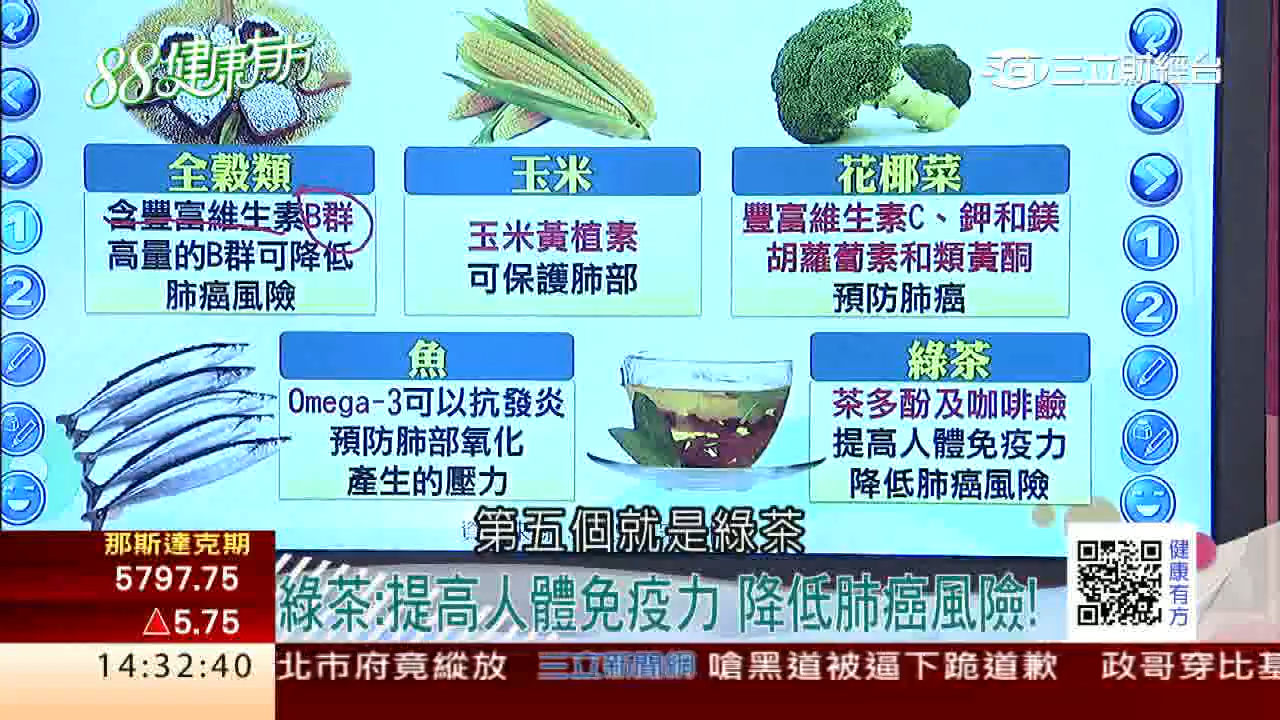 88健康有方
三立財經台
全穀類
含豐富維生素B群
高量的B群可降低
肺癌風險
玉米
玉米黃植素
可保護肺部
花椰菜
豐富維生素C、鉀和鎂
胡蘿蔔素和類黃酮
預防肺癌
魚
Omega-3可以抗發炎
預防肺部氧化
產生的壓力
綠茶
茶多酚及咖啡鹼
提高人體免疫力
降低肺癌風險
1
2
1
2
第五個就是綠茶
那斯達克期
5797.75
△5.75
綠茶:提高人體免疫力 降低肺癌風險!
健康有方
14:32:40
北市府竟縱放 三立新聞網 嗆黑道被逼下跪道歉 政哥穿比基